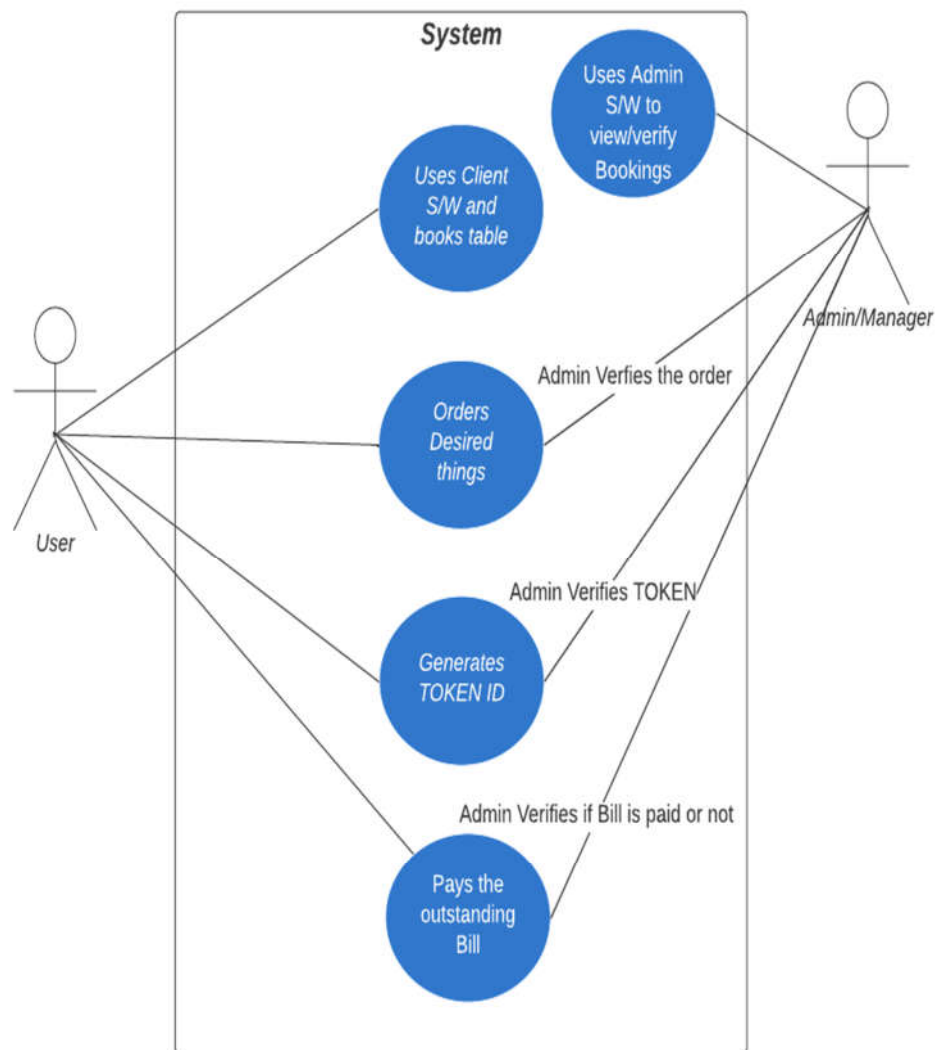 System
Uses Admin
S/W to
view/verify
Bookings
Uses Client
S/W and
books table
Admin/Manager
Admin Verfies the order
Orders
Desired
things
User
Admin Verifies TOKEN
Generates
TOKEN ID
Admin Verifies if Bill is paid or not
Pays the
outstanding
Bill